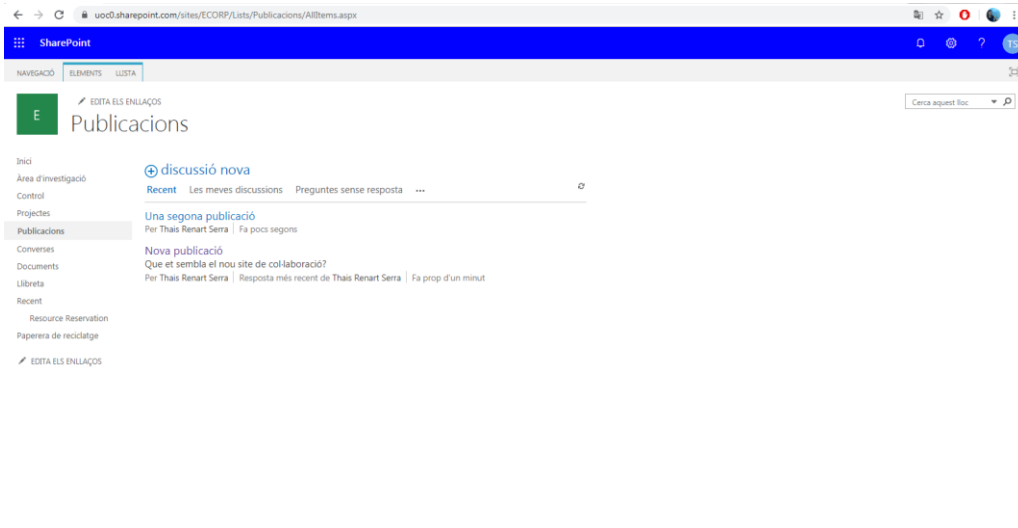 uoc0.sharepoint.com/sites/ECORP/Lists/Publicacions/AllItems.aspx
SharePoint
?
TS
NAVEGACIÓ ELEMENTS LLISTA
E
EDITA ELS ENLLAÇOS
Cerca aquest lloc
Publicacions
Inici
Àrea d'investigació
Control
Projectes
Publicacions
Converses
Documents
Llibreta
Recent
Resource Reservation
Paperera de reciclatge
EDITA ELS ENLLAÇOS
discussió nova
Recent Les meves discussions Preguntes sense resposta ...
Una segona publicació
Per Thais Renart Serra Fa pocs segons
Nova publicació
Que et sembla el nou site de col·laboració?
Per Thais Renart Serra Resposta més recent de Thais Renart Serra Fa prop d'un minut